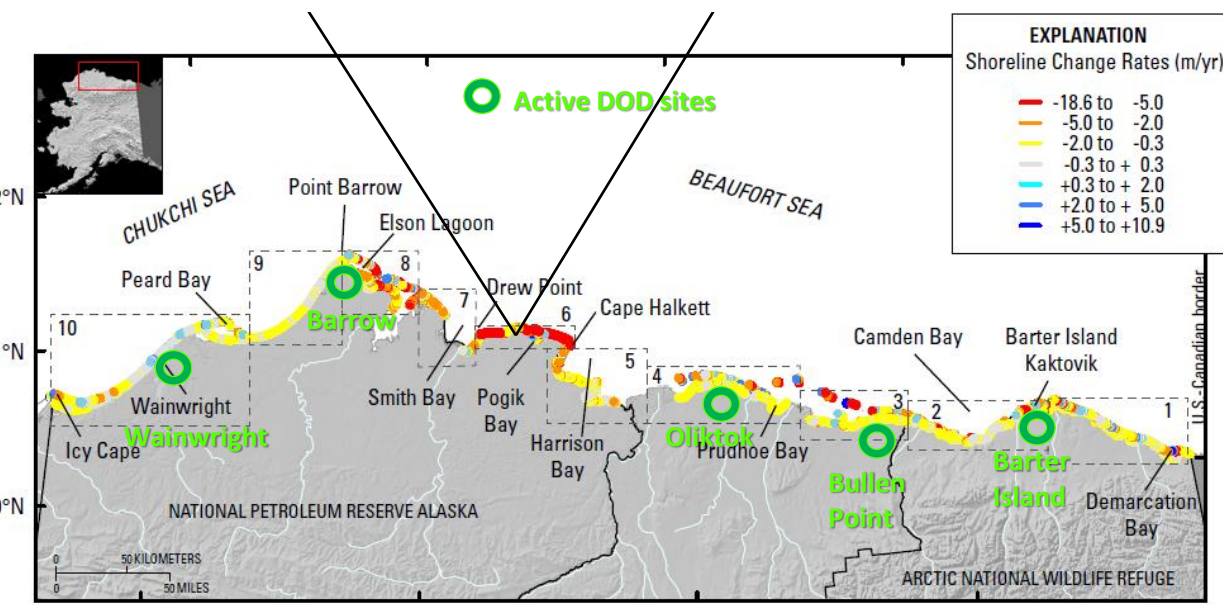 EXPLANATION
Shoreline Change Rates (m/yr)
-18.6 to -5.0
-5.0 to -2.0
-2.0 to -0.3
-0.3 to + 0.3
+0.3 to + 2.0
+2.0 to + 5.0
+5.0 to +10.9
Active DOD sites
CHUKCHI SEA
BEAUFORT SEA
Point Barrow
Elson Lagoon
Peard Bay
9
8
Drew Point
7
6
Cape Halkett
10
Barrow
Camden Bay
Barter Island
Kaktovik
U.S.-Canadian border
5
4
3
2
1
Smith Bay
Pogik
Bay
Wainwright
Wainwright
Icy Cape
Harrison
Bay
Oliktok
Prudhoe Bay
Bullen
Point
Barter
Island
Demarcation
Bay
NATIONAL PETROLEUM RESERVE ALASKA
ARCTIC NATIONAL WILDLIFE REFUGE
0 50 KILOMETERS
0 50 MILES
2°N
°N
0°N